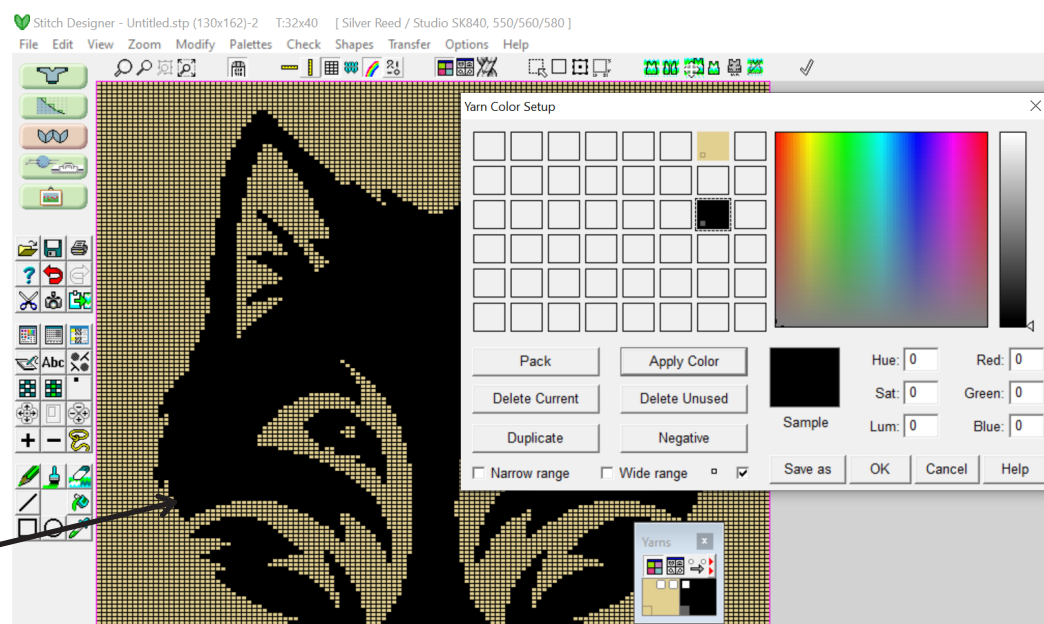 Stitch Designer - Untitled.stp (130x162)-2 T:32x40 [ Silver Reed / Studio SK840, 550/560/580 ]
File Edit View Zoom Modify Palettes Check Shapes Transfer Options Help
Yarn Color Setup
Abc
Pack
Apply Color
Delete Current
Delete Unused
Duplicate
Negative
Narrow range
Wide range
Sample
Hue: 0
Red: 0
Sat: 0
Green: 0
Lum: 0
Blue: 0
Save as
OK
Cancel
Help
Yarns